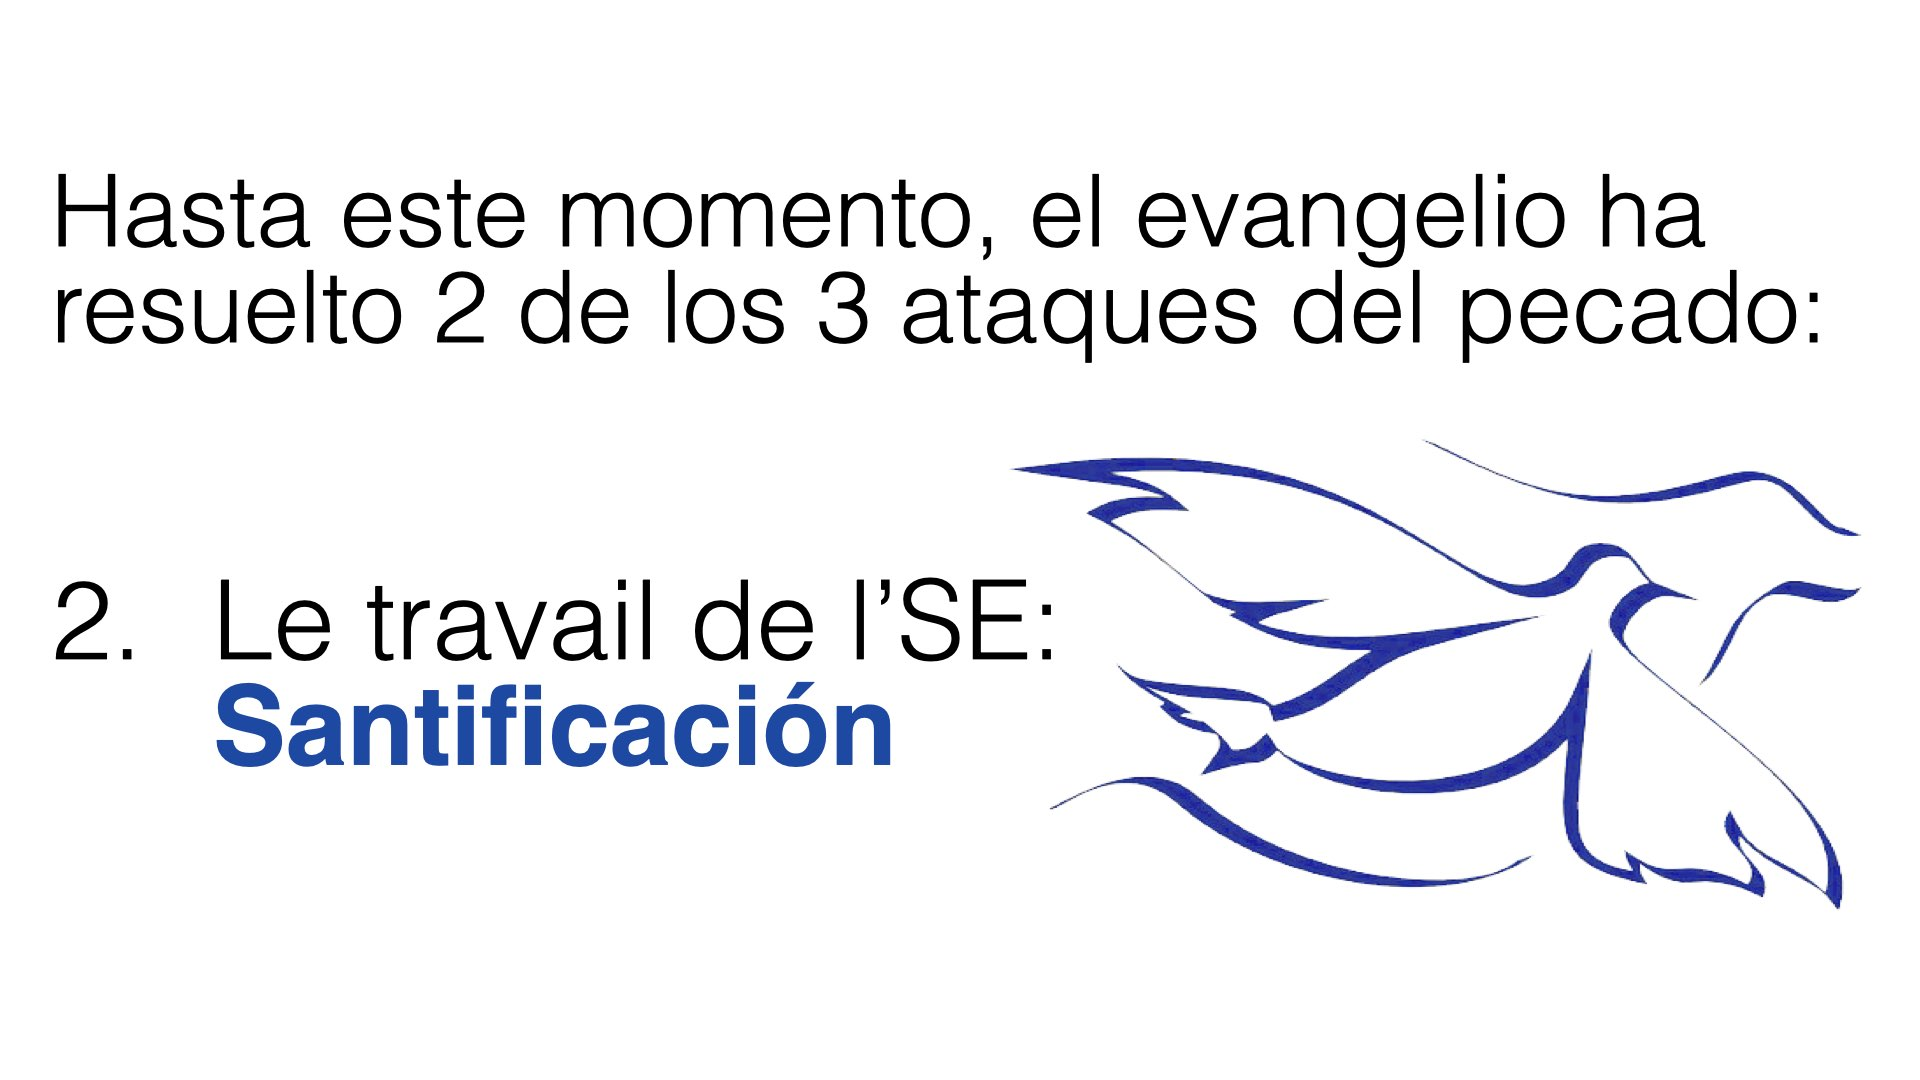 Hasta este momento, el evangelio ha
resuelto 2 de los 3 ataques del pecado:
2. Le travail de l’SE:
Santificación